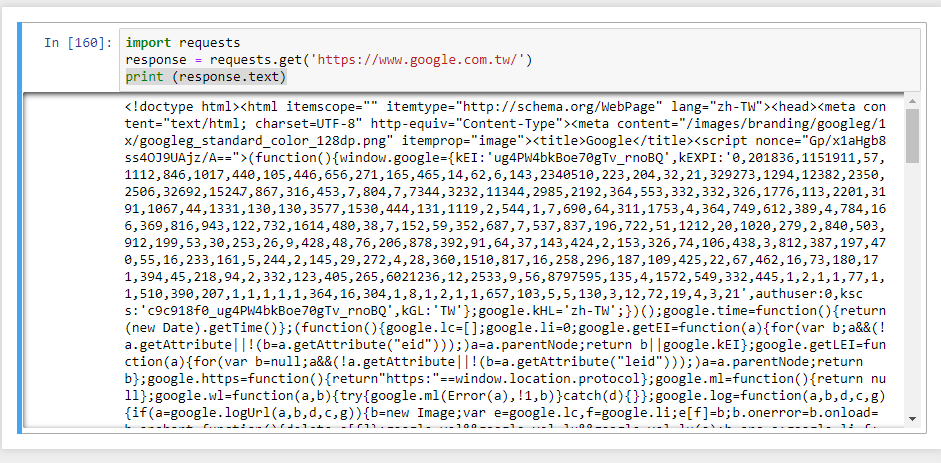 In [160]:
import requests
response = requests.get('https://www.google.com.tw/')
print (response.text)
<!doctype html><html itemscope="" itemtype="http://schema.org/WebPage" lang="zh-TW"><head><meta con
tent="text/html; charset=UTF-8" http-equiv="Content-Type"><meta content="/images/branding/googleg/1
x/googleg_standard_color_128dp.png" itemprop="image"><title>Google</title><script nonce="Gp/x1aHgb8
ss4OJ9UAjz/A==">(function(){window.google={kEI:'ug4PW4bkBoe70gTv_rnoBQ',kEXPI:'0,201836,1151911,57,
1112,846,1017,440,105,446,656,271,165,465,14,62,6,143,2340510,223,204,32,21,329273,1294,12382,2350,
2506,32692,15247,867,316,453,7,804,7,7344,3232,11344,2985,2192,364,553,332,332,326,1776,113,2201,31
91,1067,44,1331,130,130,3577,1530,444,131,1119,2,544,1,7,690,64,311,1753,4,364,749,612,389,4,784,16
6,369,816,943,122,732,1614,480,38,7,152,59,352,687,7,537,837,196,722,51,1212,20,1020,279,2,840,503,
912,199,53,30,253,26,9,428,48,76,206,878,392,91,64,37,143,424,2,153,326,74,106,438,3,812,387,197,47
0,55,16,233,161,5,244,2,145,29,272,4,28,360,1510,817,16,258,296,187,109,425,22,67,462,16,73,180,17
1,394,45,218,94,2,332,123,405,265,6021236,12,2533,9,56,8797595,135,4,1572,549,332,445,1,2,1,1,77,1,
1,510,390,207,1,1,1,1,1,364,16,304,1,8,1,2,1,1,657,103,5,5,130,3,12,72,19,4,3,21',authuser:0,ksc
s:'c9c918f0_ug4PW4bkBoe70gTv_rnoBQ',kGL:'TW'};google.kHL='zh-TW';})();google.time=function(){return
(new Date).getTime()};(function(){google.lc=[];google.li=0;google.getEI=function(a){for(var b;a&&(!
a.getAttribute||!(b=a.getAttribute("eid")));)a=a.parentNode;return b||google.kEI};google.getLEI=fun
ction(a){for(var b=null;a&&(!a.getAttribute||!(b=a.getAttribute("leid")));)a=a.parentNode;return
b};google.https=function(){return"https:"==window.location.protocol};google.ml=function(){return nu
ll};google.wl=function(a,b){try{google.ml(Error(a),!1,b)}catch(d){}};google.log=function(a,b,d,c,g)
{if(a=google.logUrl(a,b,d,c,g)){b=new Image;var e=google.lc,f=google.li;e[f]=b;b.onerror=b.onload=